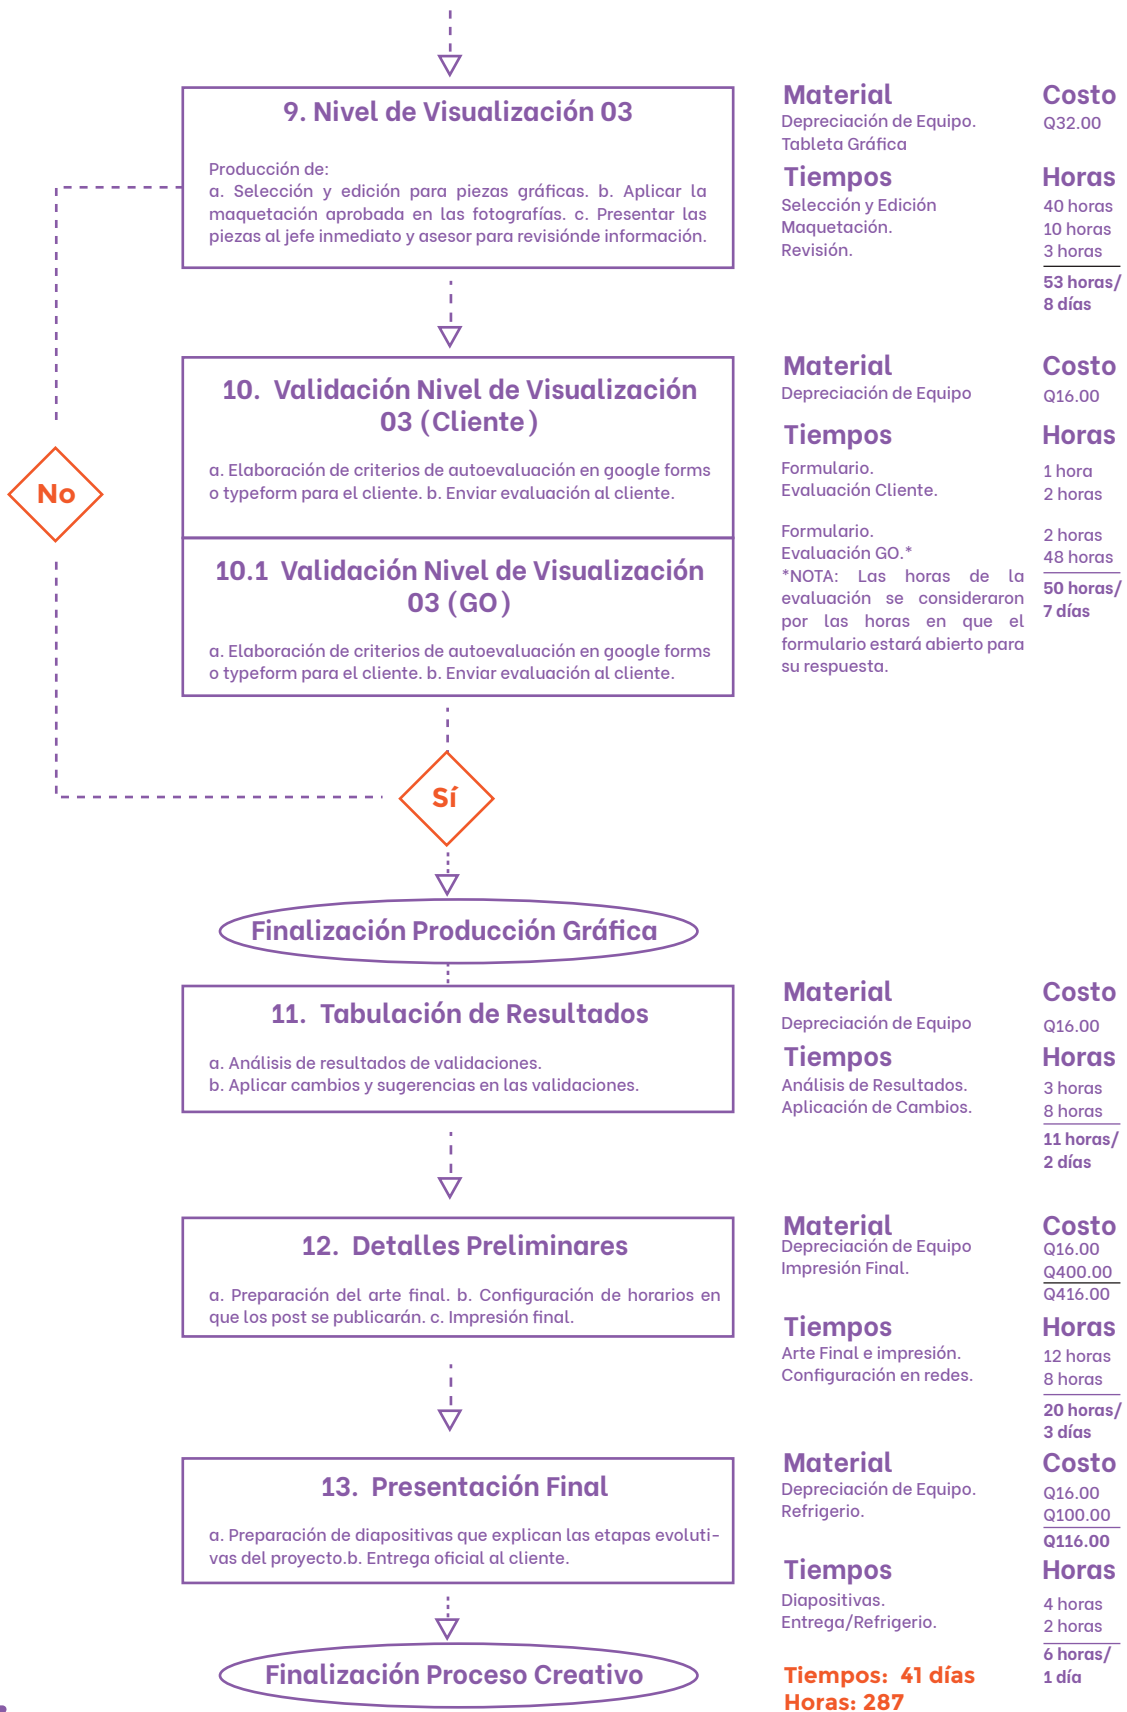 9. Nivel de Visualización 03
Producción de:
a. Selección y edición para piezas gráficas. b. Aplicar la
maquetación aprobada en las fotografías. c. Presentar las
piezas al jefe inmediato y asesor para revisiónde información.
Material
Costo
Depreciación de Equipo.
Q32.00
Tableta Gráfica
Tiempos
Horas
Selección y Edición
40 horas
Maquetación.
10 horas
Revisión.
3 horas
53 horas/
8 días
No
10. Validación Nivel de Visualización
03 (Cliente)
a. Elaboración de criterios de autoevaluación en google forms
o typeform para el cliente. b. Enviar evaluación al cliente.
10.1 Validación Nivel de Visualización
03 (GO)
a. Elaboración de criterios de autoevaluación en google forms
o typeform para el cliente. b. Enviar evaluación al cliente.
Material
Costo
Depreciación de Equipo
Q16.00
Tiempos
Horas
Formulario.
1 hora
Evaluación Cliente.
2 horas
Formulario.
2 horas
Evaluación GO.*
48 horas
*NOTA: Las horas de la
evaluación se consideraron
por las horas en que el
formulario estará abierto para
su respuesta.
50 horas/
7 días
Sí
Finalización Producción Gráfica
11. Tabulación de Resultados
a. Análisis de resultados de validaciones.
b. Aplicar cambios y sugerencias en las validaciones.
Material
Costo
Depreciación de Equipo
Q16.00
Tiempos
Horas
Análisis de Resultados.
3 horas
Aplicación de Cambios.
8 horas
11 horas/
2 días
12. Detalles Preliminares
a. Preparación del arte final. b. Configuración de horarios en
que los post se publicarán. c. Impresión final.
Material
Costo
Depreciación de Equipo
Q16.00
Impresión Final.
Q400.00
Q416.00
Tiempos
Horas
Arte Final e impresión.
12 horas
Configuración en redes.
8 horas
20 horas/
3 días
13. Presentación Final
a. Preparación de diapositivas que explican las etapas evoluti-
vas del proyecto.b. Entrega oficial al cliente.
Material
Costo
Depreciación de Equipo.
Q16.00
Refrigerio.
Q100.00
Q116.00
Tiempos
Horas
Diapositivas.
4 horas
Entrega/Refrigerio.
2 horas
6 horas/
1 día
Finalización Proceso Creativo
Tiempos: 41 días
Horas: 287